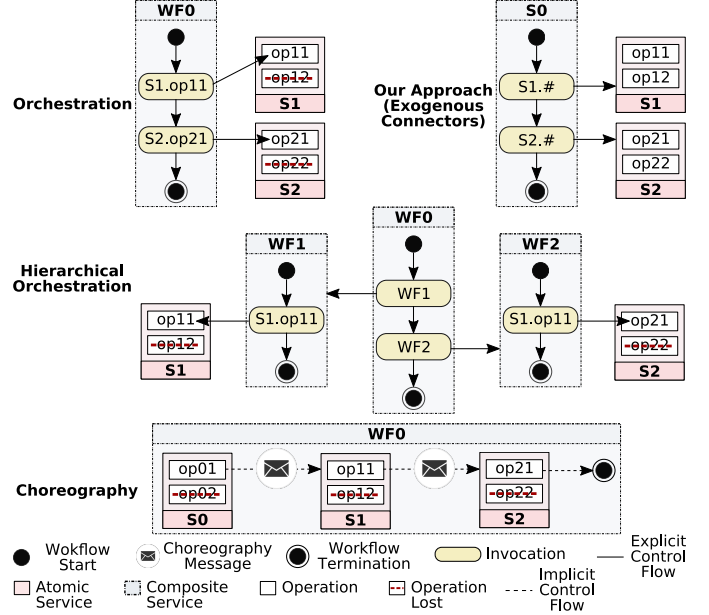 WF0
op11
op12
S1
S1.op11
Orchestration
S2.op21
op21
op22
S2
S0
op11
op12
S1
S1.#
Our Approach
(Exogenous
Connectors)
S2.#
op21
op22
S2
Hierarchical
Orchestration
WF0
WF1
WF2
WF1
S1.op11
op11
op12
S1
WF2
S1.op11
op21
op22
S2
Choreography
WF0
op01
op02
S0
op11
op12
S1
op21
op22
S2
Wokflow
Start
Choreography
Message
Workflow
Termination
Invocation
Explicit
Control
Flow
Atomic
Service
Composite
Service
Operation
Operation
Lost
Implicit
Control
Flow